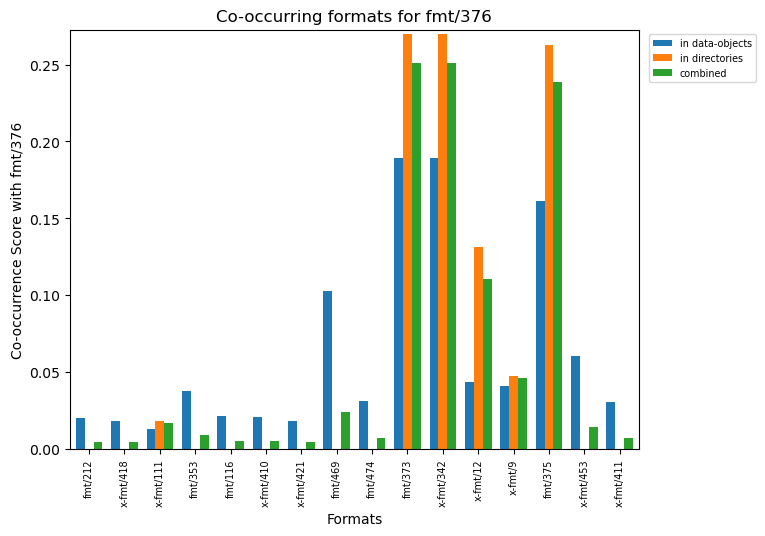 Co-occurring formats for fmt/376
in data-objects
in directories
combined
Co-occurrence Score with fmt/376
0.25
0.20
0.15
0.10
0.05
0.00
fmt/212
x-fmt/418
x-fmt/111
fmt/353
fmt/116
x-fmt/410
x-fmt/421
fmt/469
fmt/474
fmt/373
x-fmt/342
x-fmt/12
x-fmt/9
fmt/375
x-fmt/453
x-fmt/411
Formats